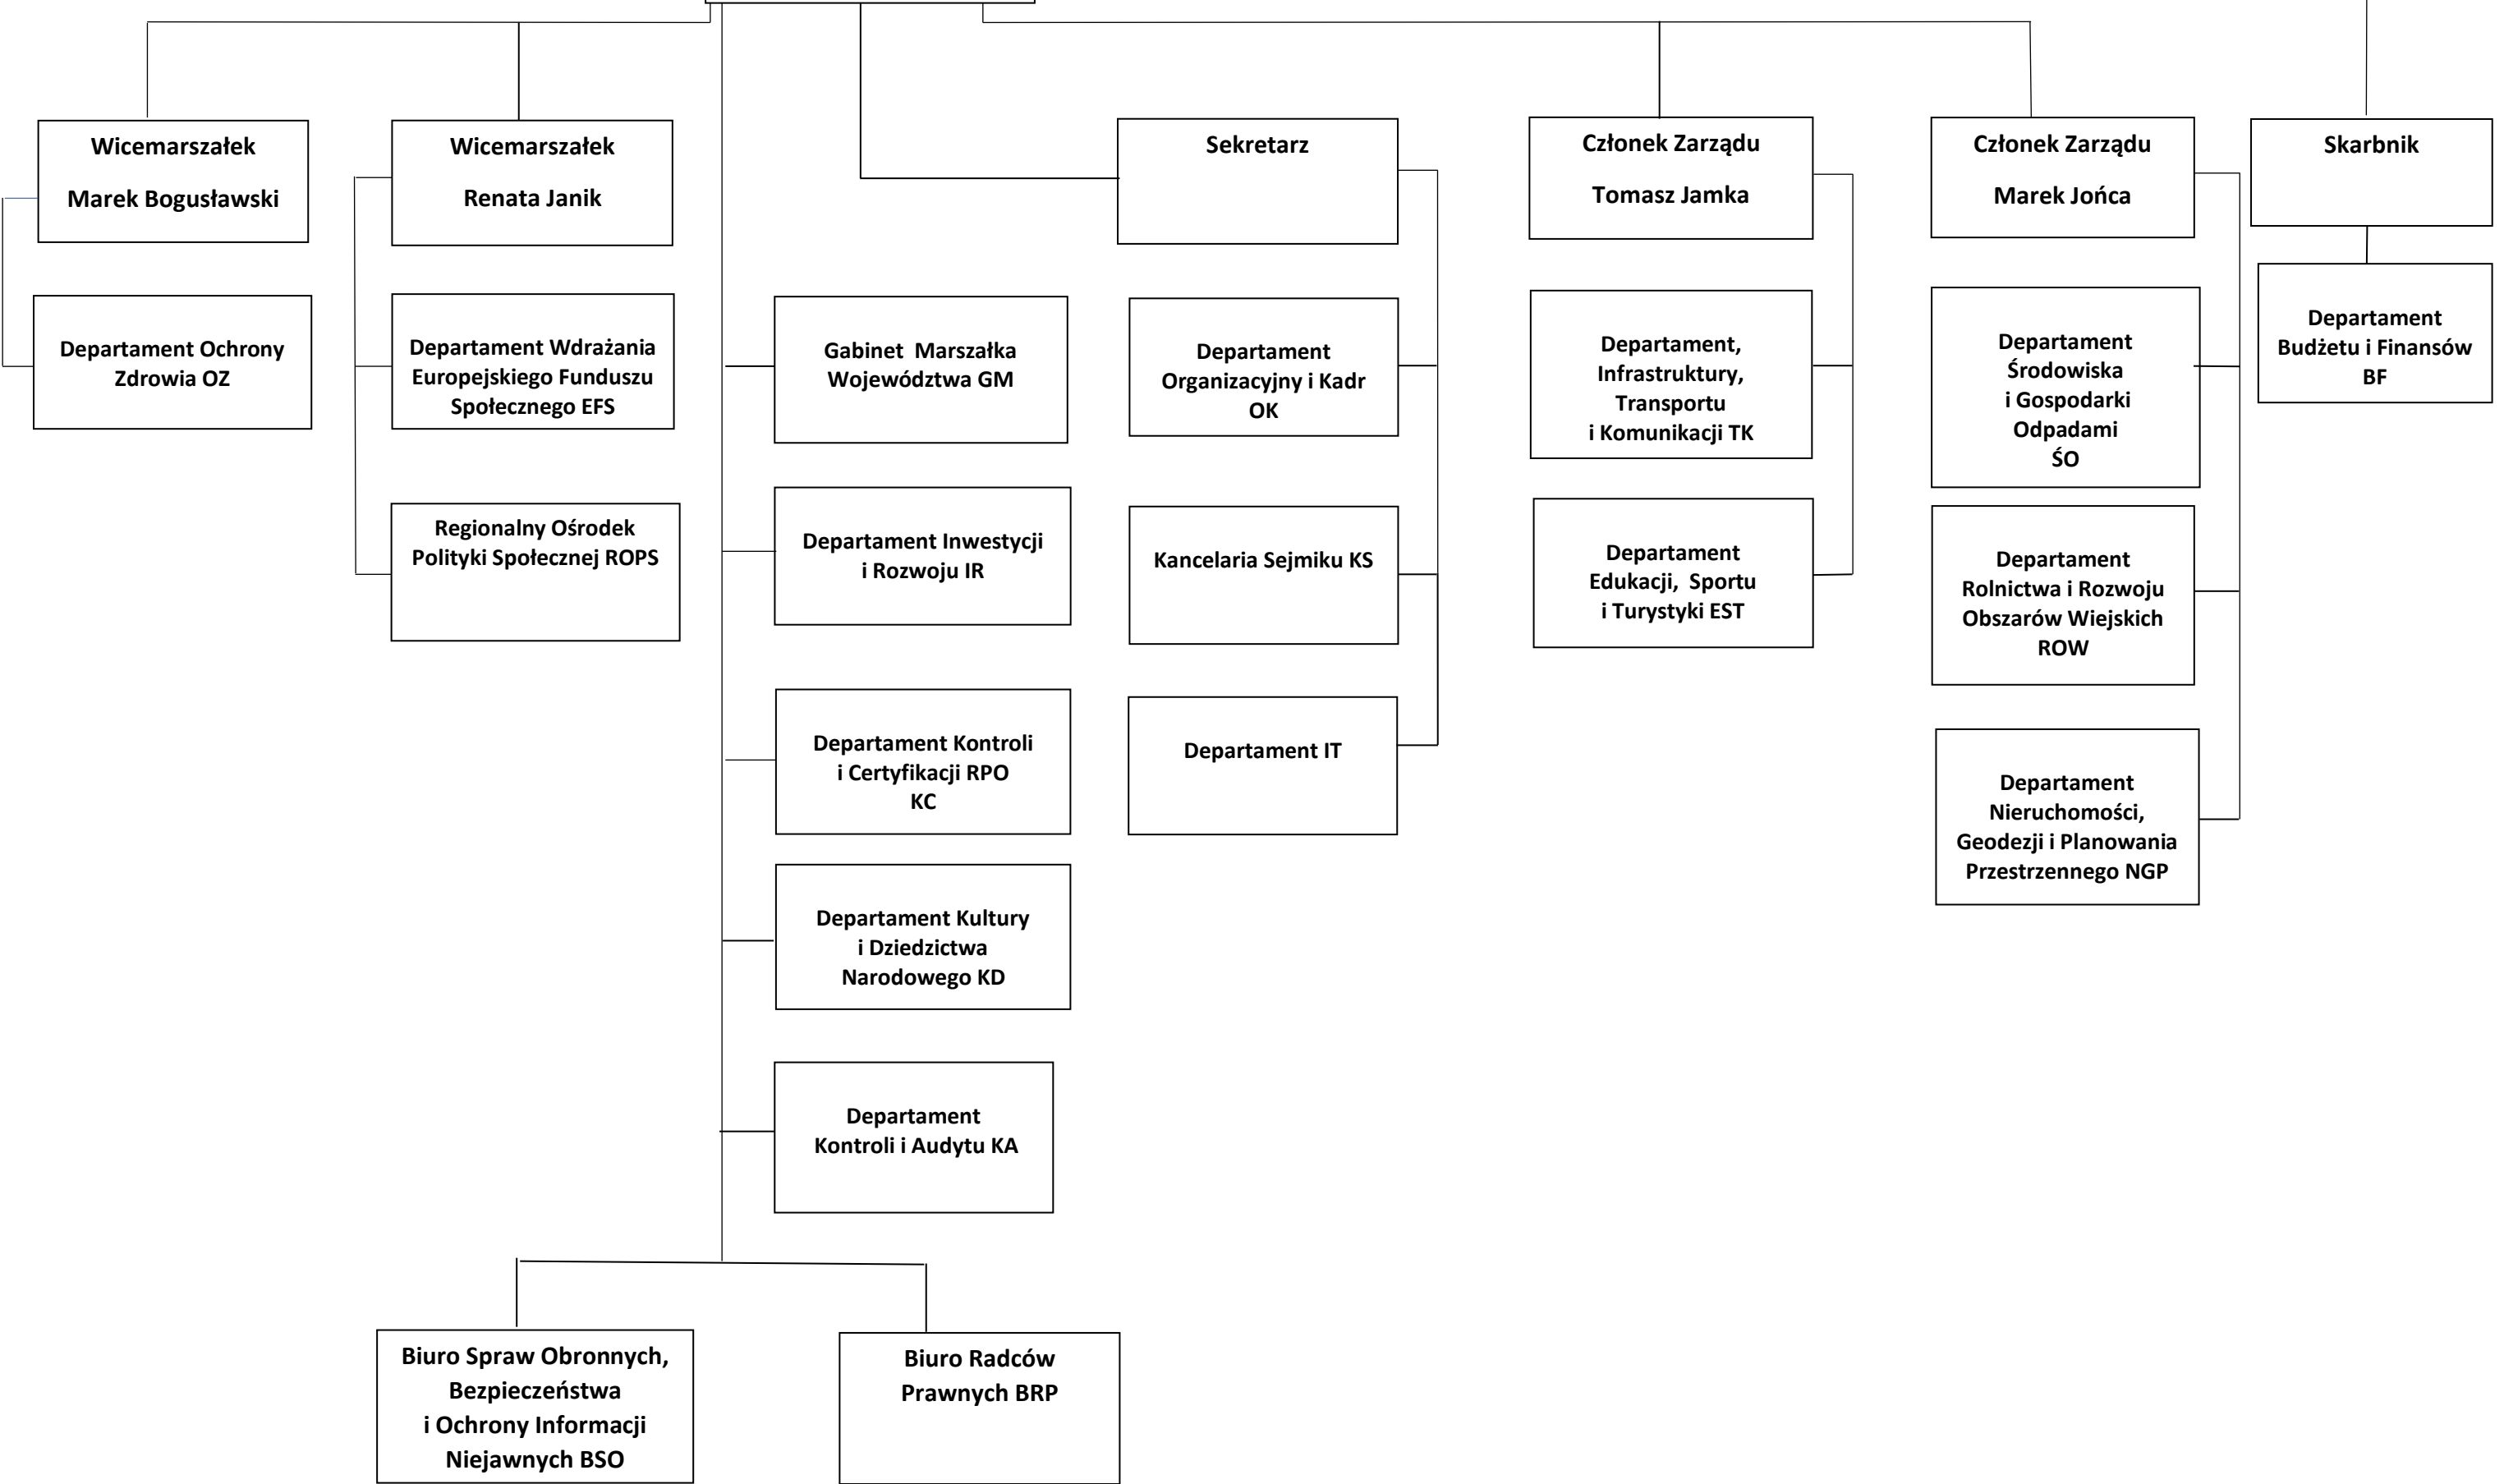 Wicemarszałek
Marek Bogusławski
Wicemarszałek
Renata Janik
Sekretarz
Członek Zarządu
Tomasz Jamka
Członek Zarządu
Marek Jońca
Skarbnik
Departament Ochrony
Zdrowia OZ
Departament Wdrażania
Europejskiego Funduszu
Społecznego EFS
Gabinet Marszałka
Województwa GM
Departament
Organizacyjny i Kadr
OK
Departament,
Infrastruktury,
Transportu
i Komunikacji TK
Departament
Środowiska
i Gospodarki
Odpadami
ŚO
Departament
Budżetu i Finansów
BF
Regionalny Ośrodek
Polityki Społecznej ROPS
Departament Inwestycji
i Rozwoju IR
Kancelaria Sejmiku KS
Departament
Edukacji, Sportu
i Turystyki EST
Departament
Rolnictwa i Rozwoju
Obszarów Wiejskich
ROW
Departament Kontroli
i Certyfikacji RPO
KC
Departament IT
Departament
Nieruchomości,
Geodezji i Planowania
Przestrzennego NGP
Departament Kultury
i Dziedzictwa
Narodowego KD
Departament
Kontroli i Audytu KA
Biuro Spraw Obronnych,
Bezpieczeństwa
i Ochrony Informacji
Niejawnych BSO
Biuro Radców
Prawnych BRP